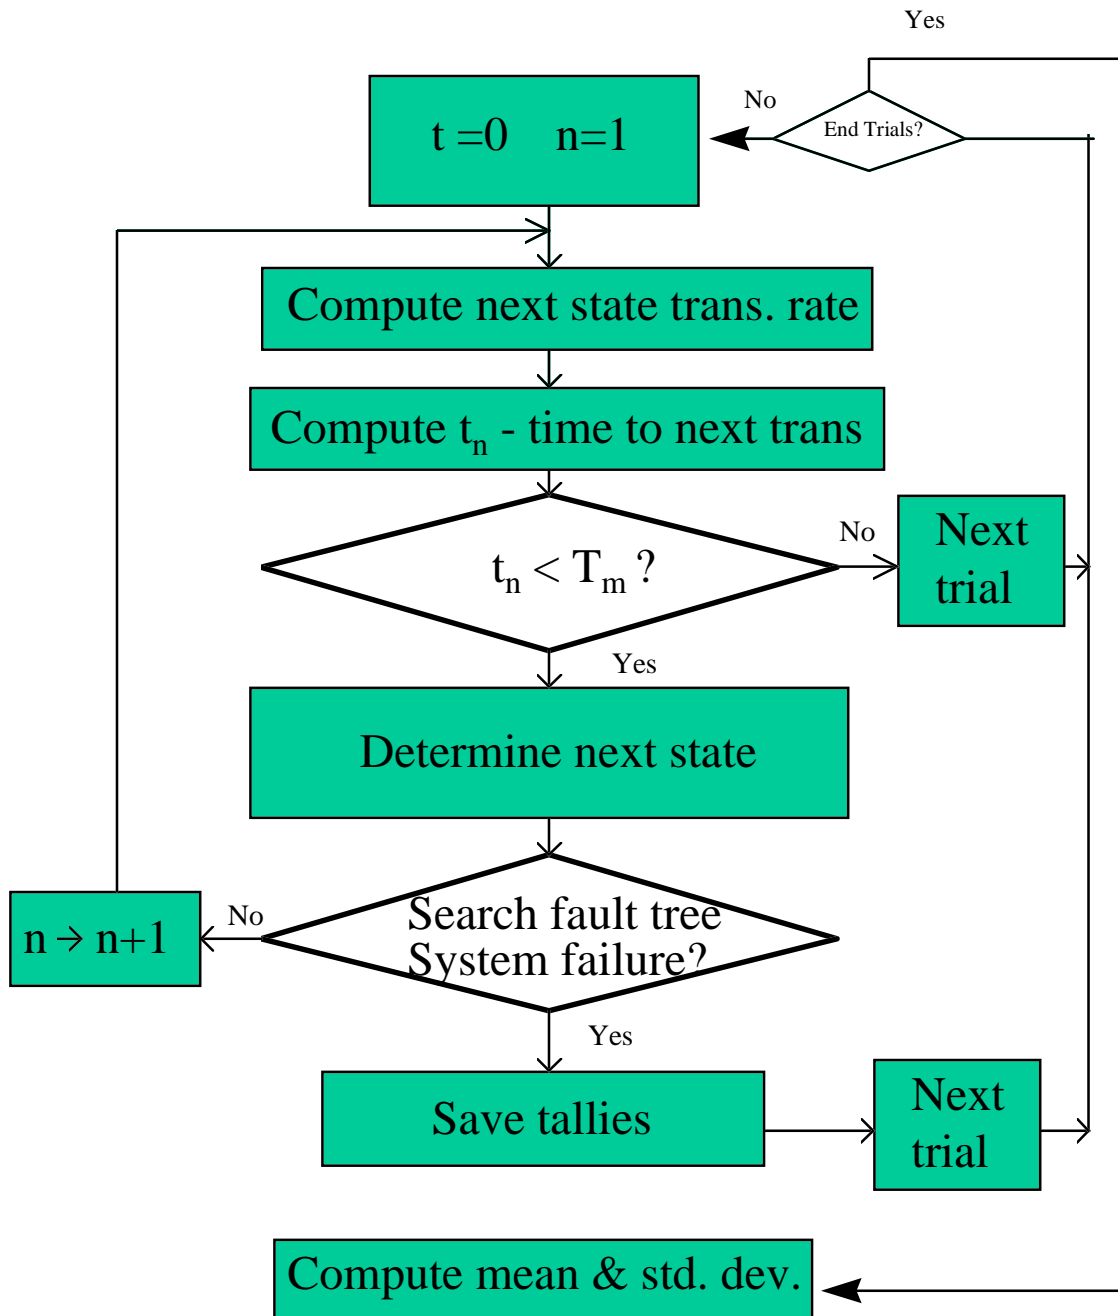 Yes
t =0 n=1
No
End Trials?
Compute next state trans. rate
Compute tn - time to next trans
tn < Tm ?
No
Next
trial
Yes
Determine next state
n → n+1
No
Search fault tree
System failure?
Yes
Save tallies
Next
trial
Compute mean & std. dev.